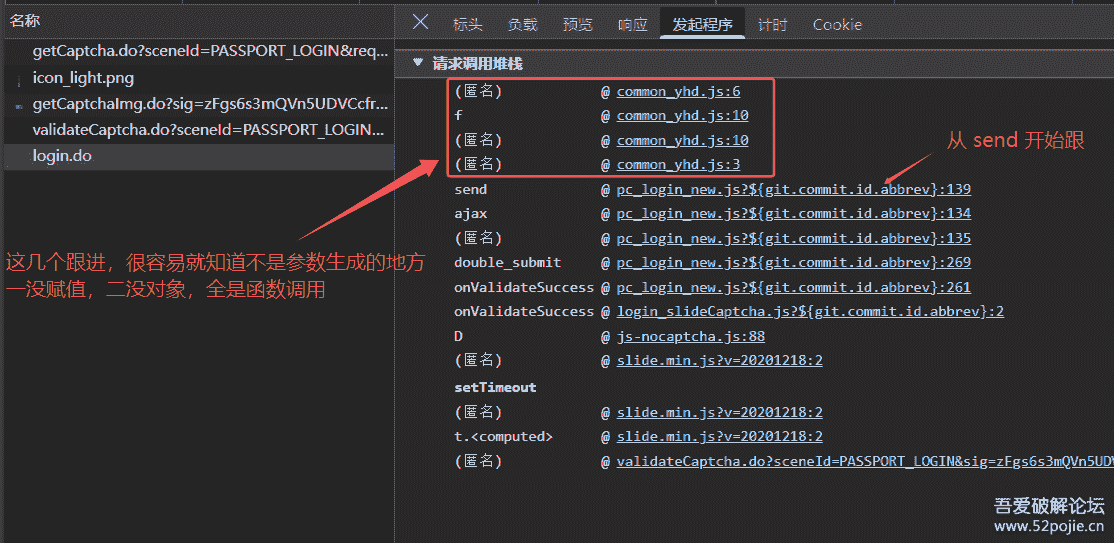 名称
getCaptcha.do?sceneId=PASSPORT_LOGIN&req...
icon_light.png
getCaptchaImg.do?sig=zFgs6s3mQVn5UDVCcfr...
validateCaptcha.do?sceneId=PASSPORT_LOGIN...
login.do
标头 负载 预览 响应 发起程序 计时 Cookie
请求调用堆栈
(匿名) @ common_yhd.js:6
f @ common_yhd.js:10
(匿名) @ common_yhd.js:10
(匿名) @ common_yhd.js:3
从 send 开始跟
send @ pc_login_new.js?${git.commit.id.abbrev}:139
ajax @ pc_login_new.js?${git.commit.id.abbrev}:134
(匿名) @ pc_login_new.js?${git.commit.id.abbrev}:135
double_submit @ pc_login_new.js?${git.commit.id.abbrev}:269
onValidateSuccess @ pc_login_new.js?${git.commit.id.abbrev}:261
onValidateSuccess @ login_slideCaptcha.js?${git.commit.id.abbrev}:2
D @ js-nocaptcha.js:88
(匿名) @ slide.min.js?v=20201218:2
setTimeout
(匿名) @ slide.min.js?v=20201218:2
t.<computed> @ slide.min.js?v=20201218:2
(匿名) @ validateCaptcha.do?sceneId=PASSPORT_LOGIN&sig=zFgs6s3mQVn5UDV
这几个跟进，很容易就知道不是参数生成的地方
一没赋值，二没对象，全是函数调用
吾爱破解论坛
www.52pojie.cn